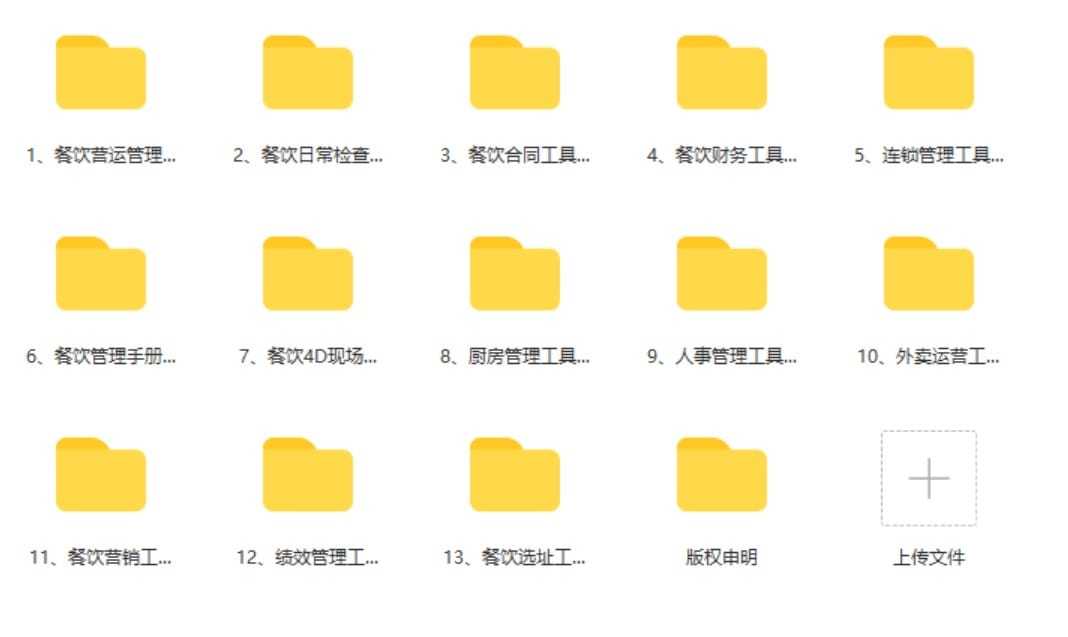 1、餐饮营运管理...
2、餐饮日常检查...
3、餐饮合同工具...
4、餐饮财务工具...
5、连锁管理工具...
6、餐饮管理手册...
7、餐饮4D现场...
8、厨房管理工具...
9、人事管理工具...
10、外卖运营工...
11、餐饮营销工...
12、绩效管理工...
13、餐饮选址工...
版权申明
上传文件